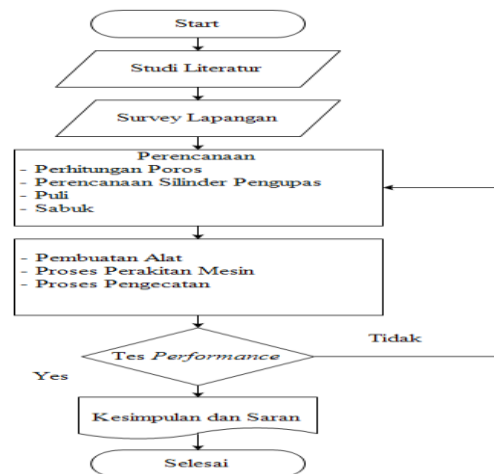 Start
Studi Literatur
Survey Lapangan
Perencanaan
- Perhitungan Poros
- Perencanaan Silinder Pengupas
- Puli
- Sabuk
- Pembuatan Alat
- Proses Perakitan Mesin
- Proses Pengecatan
Tes Performance
Tidak
Yes
Kesimpulan dan Saran
Selesai